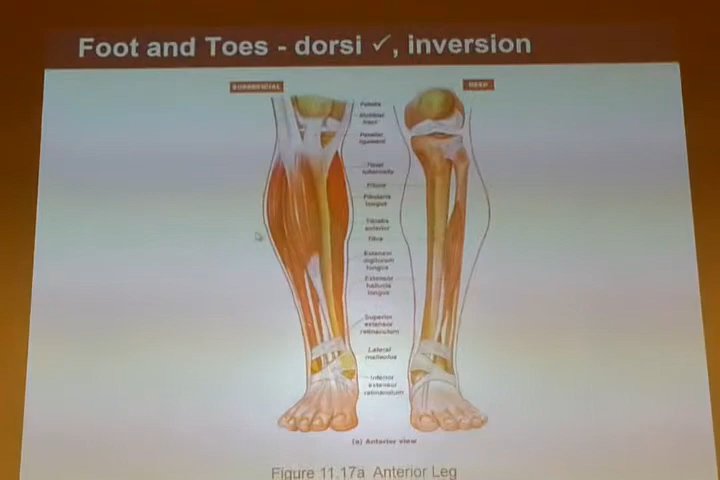 Foot and Toes - dorsi ✓, inversion
SUPERFICIAL
DEEP
Patella
Iliotibial
tract
Patellar
ligament
Tibial
tuberosity
Fibula
Fibularis
longus
Tibialis
anterior
Tibia
Extensor
digitorum
longus
Extensor
hallucis
longus
Superior
extensor
retinaculum
Lateral
malleolus
Inferior
extensor
retinaculum
(a) Anterior view
Figure 11.17a Anterior Leg